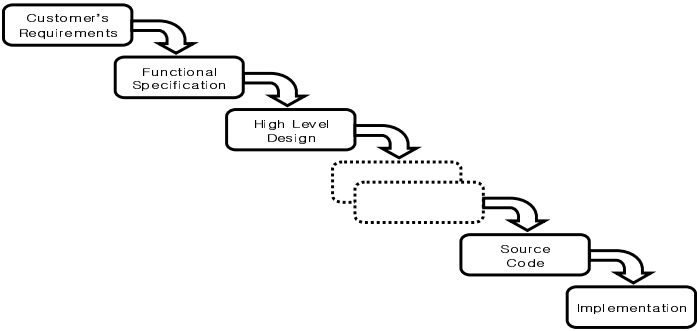 Customer's
Requirements
Functional
Specification
High Level
Design
Source
Code
Implementation